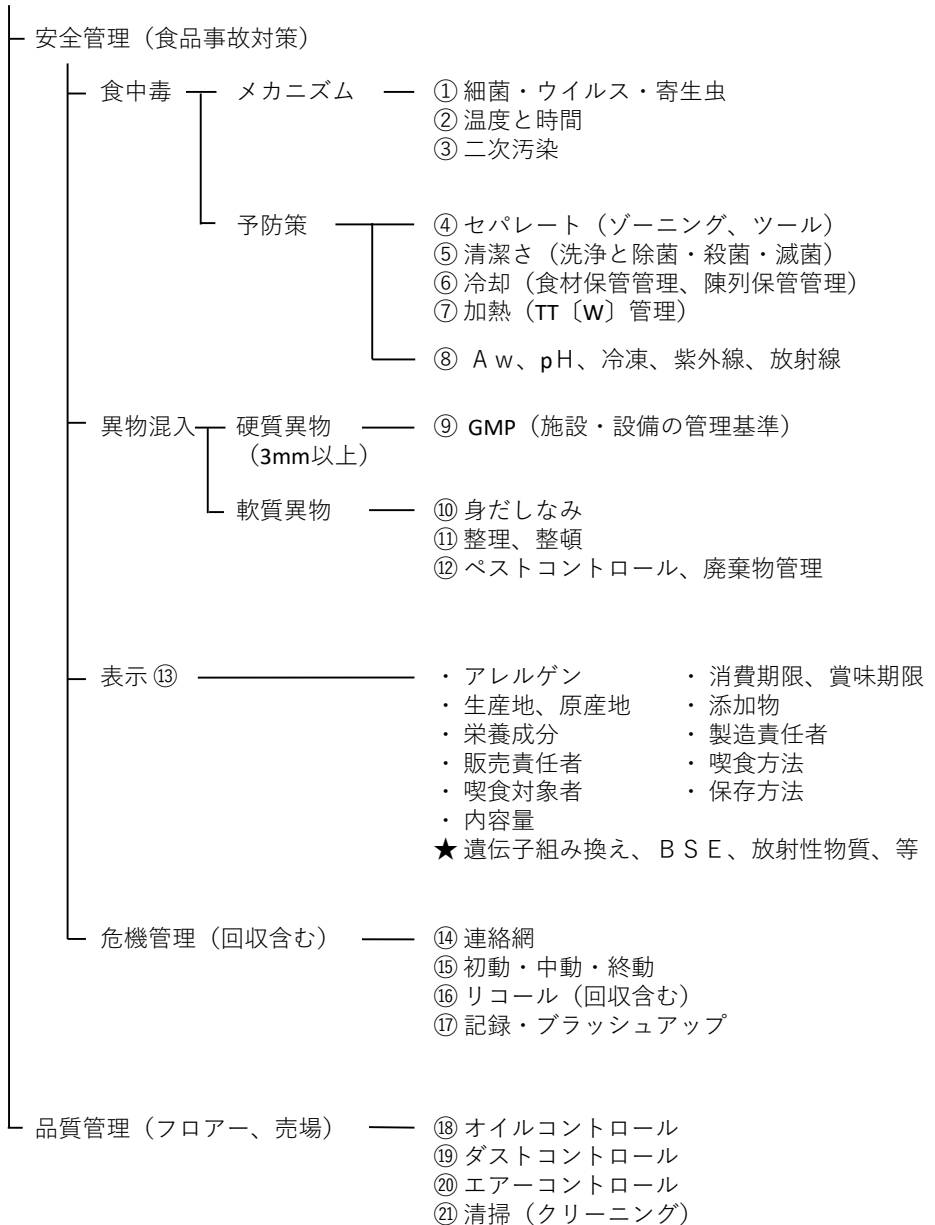 安全管理（食品事故対策）
食中毒 メカニズム ① 細菌・ウイルス・寄生虫
② 温度と時間
③ 二次汚染
予防策 ④ セパレート（ゾーニング、ツール）
⑤ 清潔さ（洗浄と除菌・殺菌・滅菌）
⑥ 冷却（食材保管管理、陳列保管管理）
⑦ 加熱（TT〔W〕管理）
⑧ Ａｗ、pＨ、冷凍、紫外線、放射線
異物混入 硬質異物 ⑨ GMP（施設・設備の管理基準）
（3mm以上）
軟質異物 ⑩ 身だしなみ
⑪ 整理、整頓
⑫ ペストコントロール、廃棄物管理
表示 ⑬ ・ アレルゲン ・ 消費期限、賞味期限
・ 生産地、原産地 ・ 添加物
・ 栄養成分 ・ 製造責任者
・ 販売責任者 ・ 喫食方法
・ 喫食対象者 ・ 保存方法
・ 内容量
★ 遺伝子組み換え、ＢＳＥ、放射性物質、等
危機管理（回収含む） ⑭ 連絡網
⑮ 初動・中動・終動
⑯ リコール（回収含む）
⑰ 記録・ブラッシュアップ
品質管理（フロアー、売場） ⑱ オイルコントロール
⑲ ダストコントロール
⑳ エアーコントロール
㉑ 清掃（クリーニング）